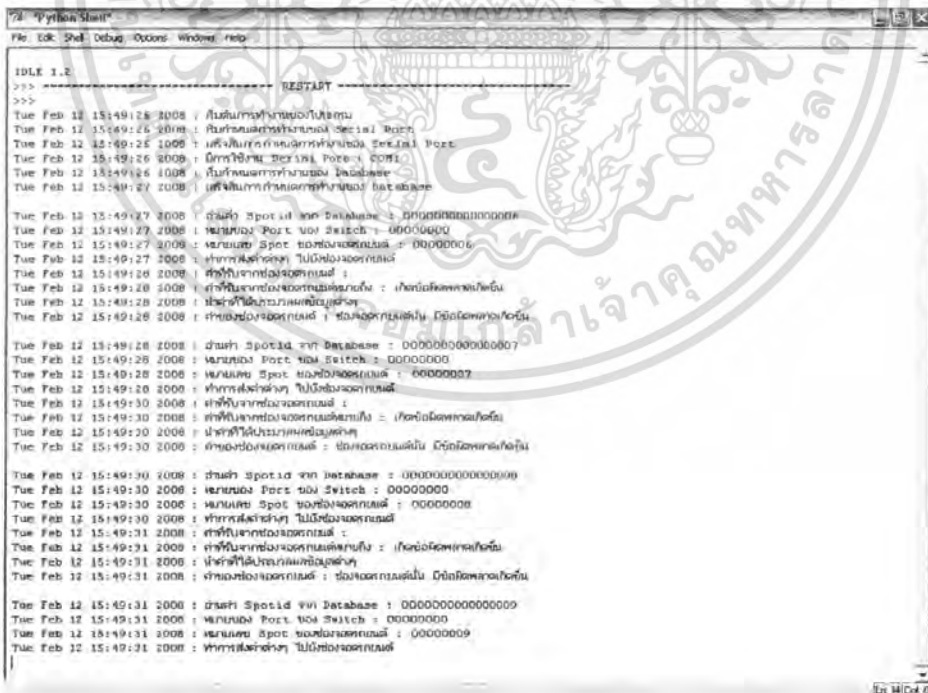 "Python Shell"
File Edit Shell Debug Options Windows Help
IDLE 1.2
>>> ================================ RESTART ================================
>>>
Tue Feb 12 15:49:26 2008 : เริ่มต้นการทำงานของโปรแกรม
Tue Feb 12 15:49:26 2008 : เริ่มกำหนดการทำงานของ Serial Port
Tue Feb 12 15:49:26 2008 : เสร็จสิ้นการกำหนดการทำงานของ Serial Port
Tue Feb 12 15:49:26 2008 : มีการใช้งาน Serial Port : COM1
Tue Feb 12 15:49:26 2008 : เริ่มกำหนดการทำงานของ Database
Tue Feb 12 15:49:27 2008 : เสร็จสิ้นการกำหนดการทำงานของ Database
Tue Feb 12 15:49:27 2008 : อ่านค่า Spotid จาก Database : 0000000000000006
Tue Feb 12 15:49:27 2008 : หมายของ Port ของ Switch : 00000000
Tue Feb 12 15:49:27 2008 : หมายเลข Spot ของช่องจอดรถยนต์ : 00000006
Tue Feb 12 15:49:27 2008 : ทำการส่งค่าต่างๆ ไปยังช่องจอดรถยนต์
Tue Feb 12 15:49:28 2008 : ค่าที่รับจากช่องจอดรถยนต์ :
Tue Feb 12 15:49:28 2008 : ค่าที่รับจากช่องจอดรถยนต์หมายถึง : เกิดข้อผิดพลาดเกิดขึ้น
Tue Feb 12 15:49:28 2008 : นำค่าที่ได้ประมวลผลข้อมูลต่างๆ
Tue Feb 12 15:49:28 2008 : ค่าของช่องจอดรถยนต์ : ช่องจอดรถยนต์นั้น มีข้อผิดพลาดเกิดขึ้น
Tue Feb 12 15:49:28 2008 : อ่านค่า Spotid จาก Database : 0000000000000007
Tue Feb 12 15:49:28 2008 : หมายของ Port ของ Switch : 00000000
Tue Feb 12 15:49:28 2008 : หมายเลข Spot ของช่องจอดรถยนต์ : 00000007
Tue Feb 12 15:49:28 2008 : ทำการส่งค่าต่างๆ ไปยังช่องจอดรถยนต์
Tue Feb 12 15:49:30 2008 : ค่าที่รับจากช่องจอดรถยนต์ :
Tue Feb 12 15:49:30 2008 : ค่าที่รับจากช่องจอดรถยนต์หมายถึง : เกิดข้อผิดพลาดเกิดขึ้น
Tue Feb 12 15:49:30 2008 : นำค่าที่ได้ประมวลผลข้อมูลต่างๆ
Tue Feb 12 15:49:30 2008 : ค่าของช่องจอดรถยนต์ : ช่องจอดรถยนต์นั้น มีข้อผิดพลาดเกิดขึ้น
Tue Feb 12 15:49:30 2008 : อ่านค่า Spotid จาก Database : 0000000000000008
Tue Feb 12 15:49:30 2008 : หมายของ Port ของ Switch : 00000000
Tue Feb 12 15:49:30 2008 : หมายเลข Spot ของช่องจอดรถยนต์ : 00000008
Tue Feb 12 15:49:30 2008 : ทำการส่งค่าต่างๆ ไปยังช่องจอดรถยนต์
Tue Feb 12 15:49:31 2008 : ค่าที่รับจากช่องจอดรถยนต์ :
Tue Feb 12 15:49:31 2008 : ค่าที่รับจากช่องจอดรถยนต์หมายถึง : เกิดข้อผิดพลาดเกิดขึ้น
Tue Feb 12 15:49:31 2008 : นำค่าที่ได้ประมวลผลข้อมูลต่างๆ
Tue Feb 12 15:49:31 2008 : ค่าของช่องจอดรถยนต์ : ช่องจอดรถยนต์นั้น มีข้อผิดพลาดเกิดขึ้น
Tue Feb 12 15:49:31 2008 : อ่านค่า Spotid จาก Database : 0000000000000009
Tue Feb 12 15:49:31 2008 : หมายของ Port ของ Switch : 00000000
Tue Feb 12 15:49:31 2008 : หมายเลข Spot ของช่องจอดรถยนต์ : 00000009
Tue Feb 12 15:49:31 2008 : ทำการส่งค่าต่างๆ ไปยังช่องจอดรถยนต์